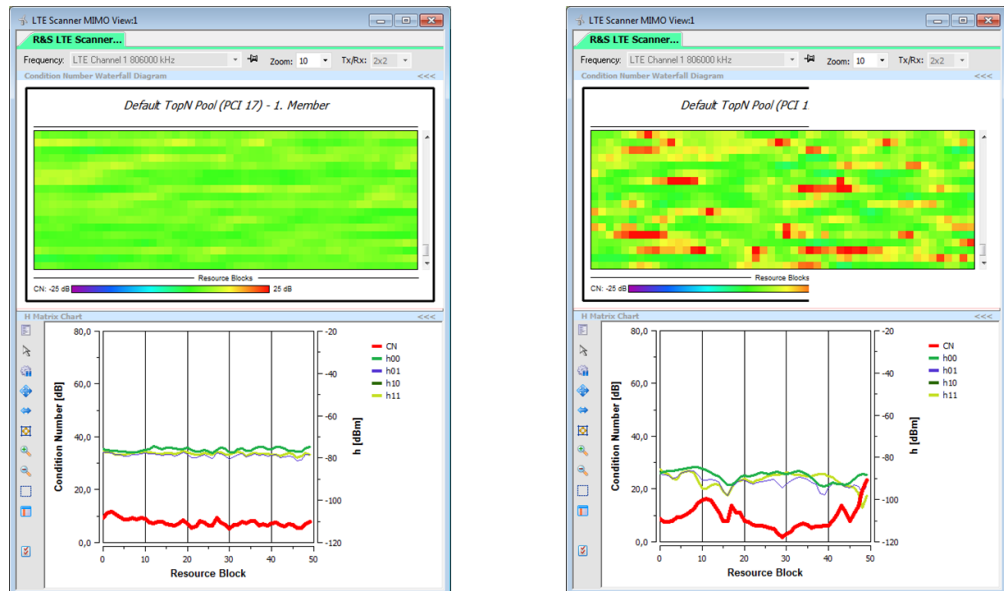 LTE Scanner MIMO View:1
R&S LTE Scanner...
Frequency: LTE Channel 1 806000 kHz Zoom: 10 Tx/Rx: 2x2
Condition Number Waterfall Diagram <<<
Default TopN Pool (PCI 17) - 1. Member
Resource Blocks
CN: -25 dB 25 dB
H Matrix Chart <<<
80,0 -20
60,0 -40
40,0 -60
20,0 -80
0,0 -100
-120
Condition Number [dB]
h [dBm]
0 10 20 30 40 50
Resource Block
CN
h00
h01
h10
h11
LTE Scanner MIMO View:1
R&S LTE Scanner...
Frequency: LTE Channel 1 806000 kHz Zoom: 10 Tx/Rx: 2x2
Condition Number Waterfall Diagram <<<
Default TopN Pool (PCI 1
Resource Blocks
CN: -25 dB
H Matrix Chart <<<
80,0 -20
60,0 -40
40,0 -60
20,0 -80
0,0 -100
-120
Condition Number [dB]
h [dBm]
0 10 20 30 40 50
Resource Block
CN
h00
h01
h10
h11